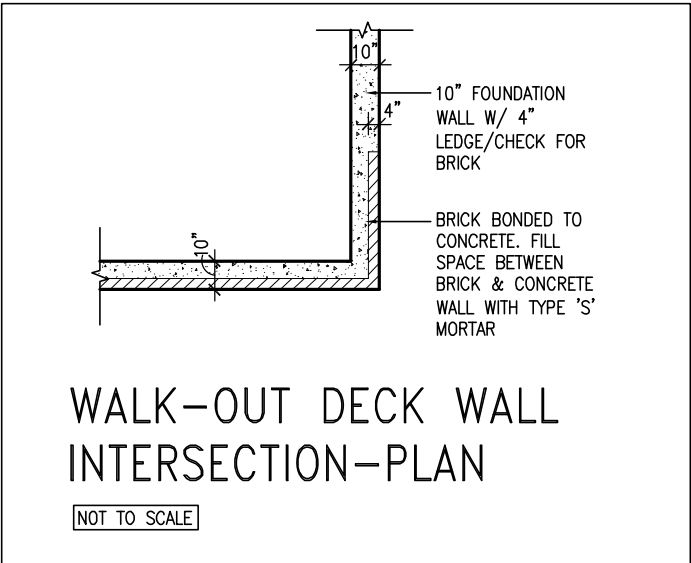 10"
4"
10" FOUNDATION
WALL W/ 4"
LEDGE/CHECK FOR
BRICK
10"
BRICK BONDED TO
CONCRETE. FILL
SPACE BETWEEN
BRICK & CONCRETE
WALL WITH TYPE 'S'
MORTAR
WALK-OUT DECK WALL
INTERSECTION-PLAN
NOT TO SCALE